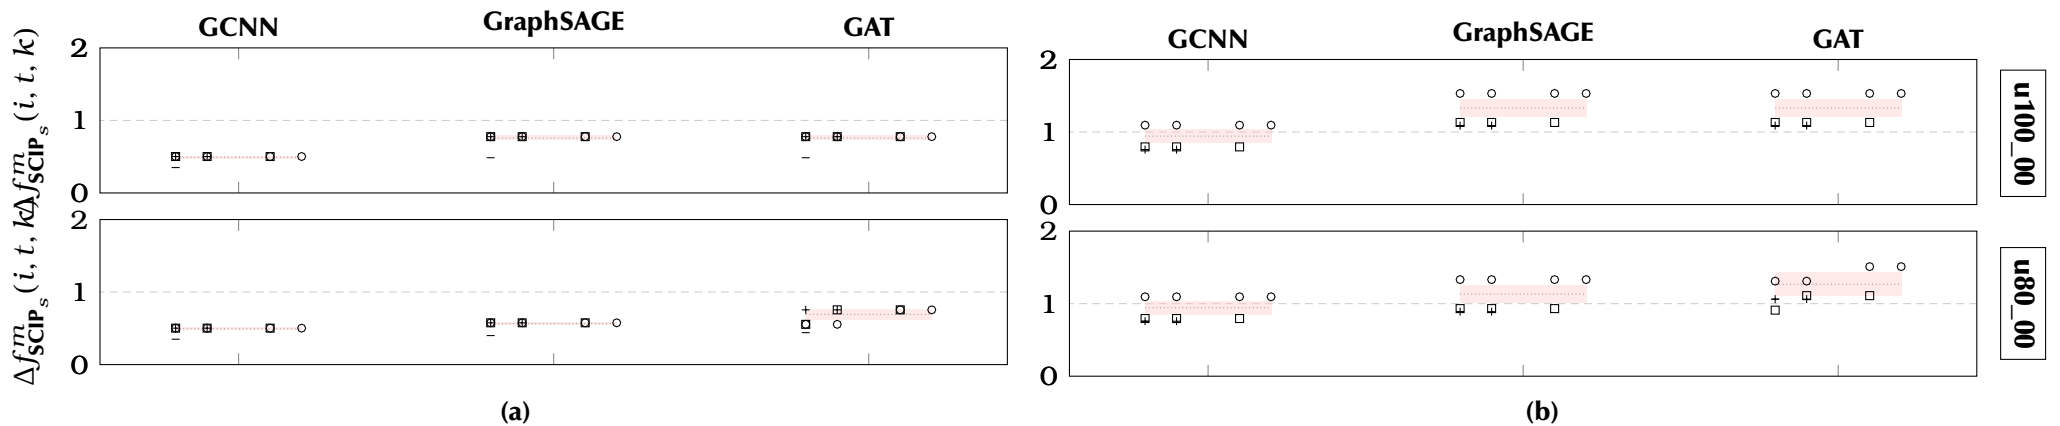 GCNN GraphSAGE GAT
2
1
0
Δf^m_SCIP_s(i, t, k)
2
1
0
Δf^m_SCIP_s(i, t, k)
(a)
GCNN GraphSAGE GAT
2
1
0
u100_00
2
1
0
u80_00
(b)